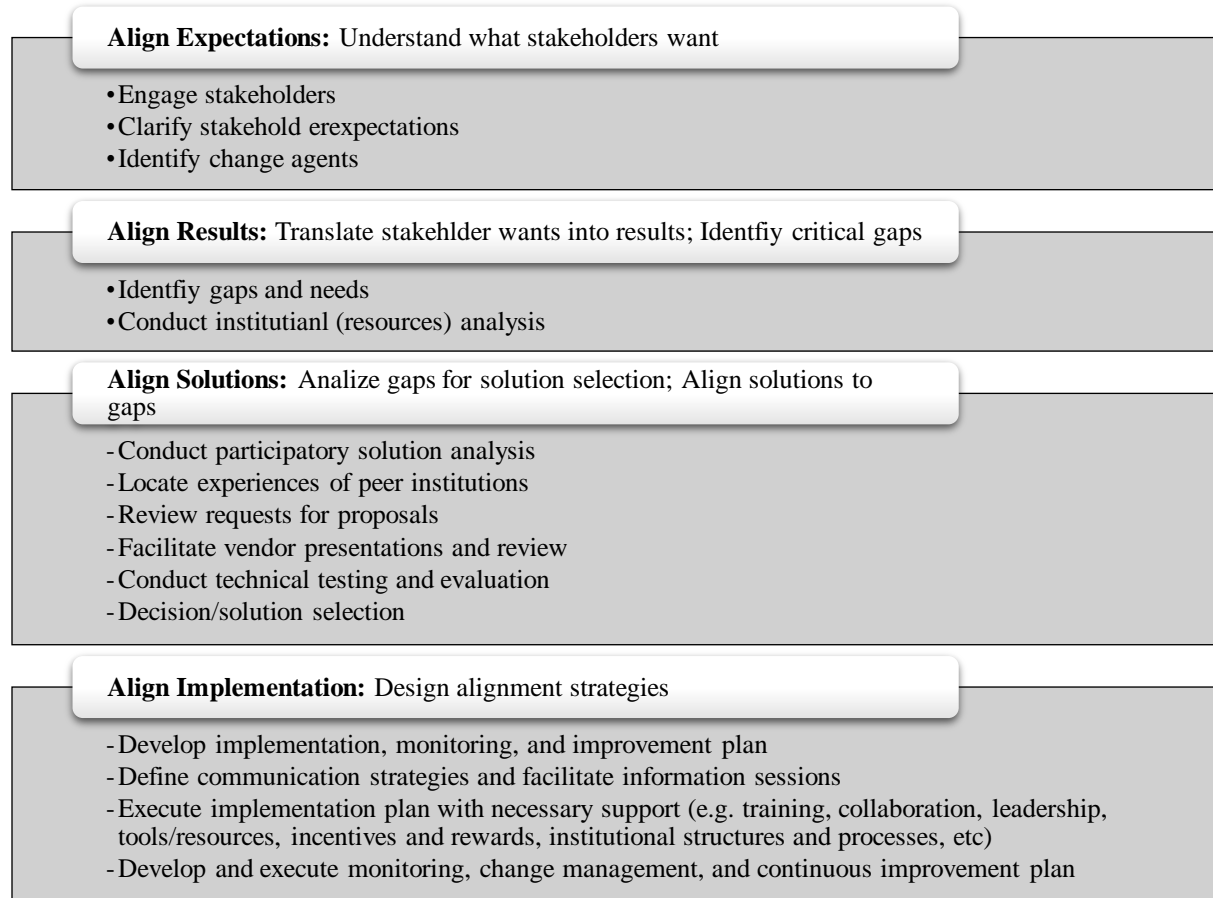 Align Expectations: Understand what stakeholders want
•Engage stakeholders
•Clarify stakehold erexpectations
•Identify change agents
Align Results: Translate stakehlder wants into results; Identfiy critical gaps
•Identfiy gaps and needs
•Conduct institutianl (resources) analysis
Align Solutions: Analize gaps for solution selection; Align solutions to
gaps
-Conduct participatory solution analysis
-Locate experiences of peer institutions
-Review requests for proposals
-Facilitate vendor presentations and review
-Conduct technical testing and evaluation
-Decision/solution selection
Align Implementation: Design alignment strategies
-Develop implementation, monitoring, and improvement plan
-Define communication strategies and facilitate information sessions
-Execute implementation plan with necessary support (e.g. training, collaboration, leadership,
tools/resources, incentives and rewards, institutional structures and processes, etc)
-Develop and execute monitoring, change management, and continuous improvement plan